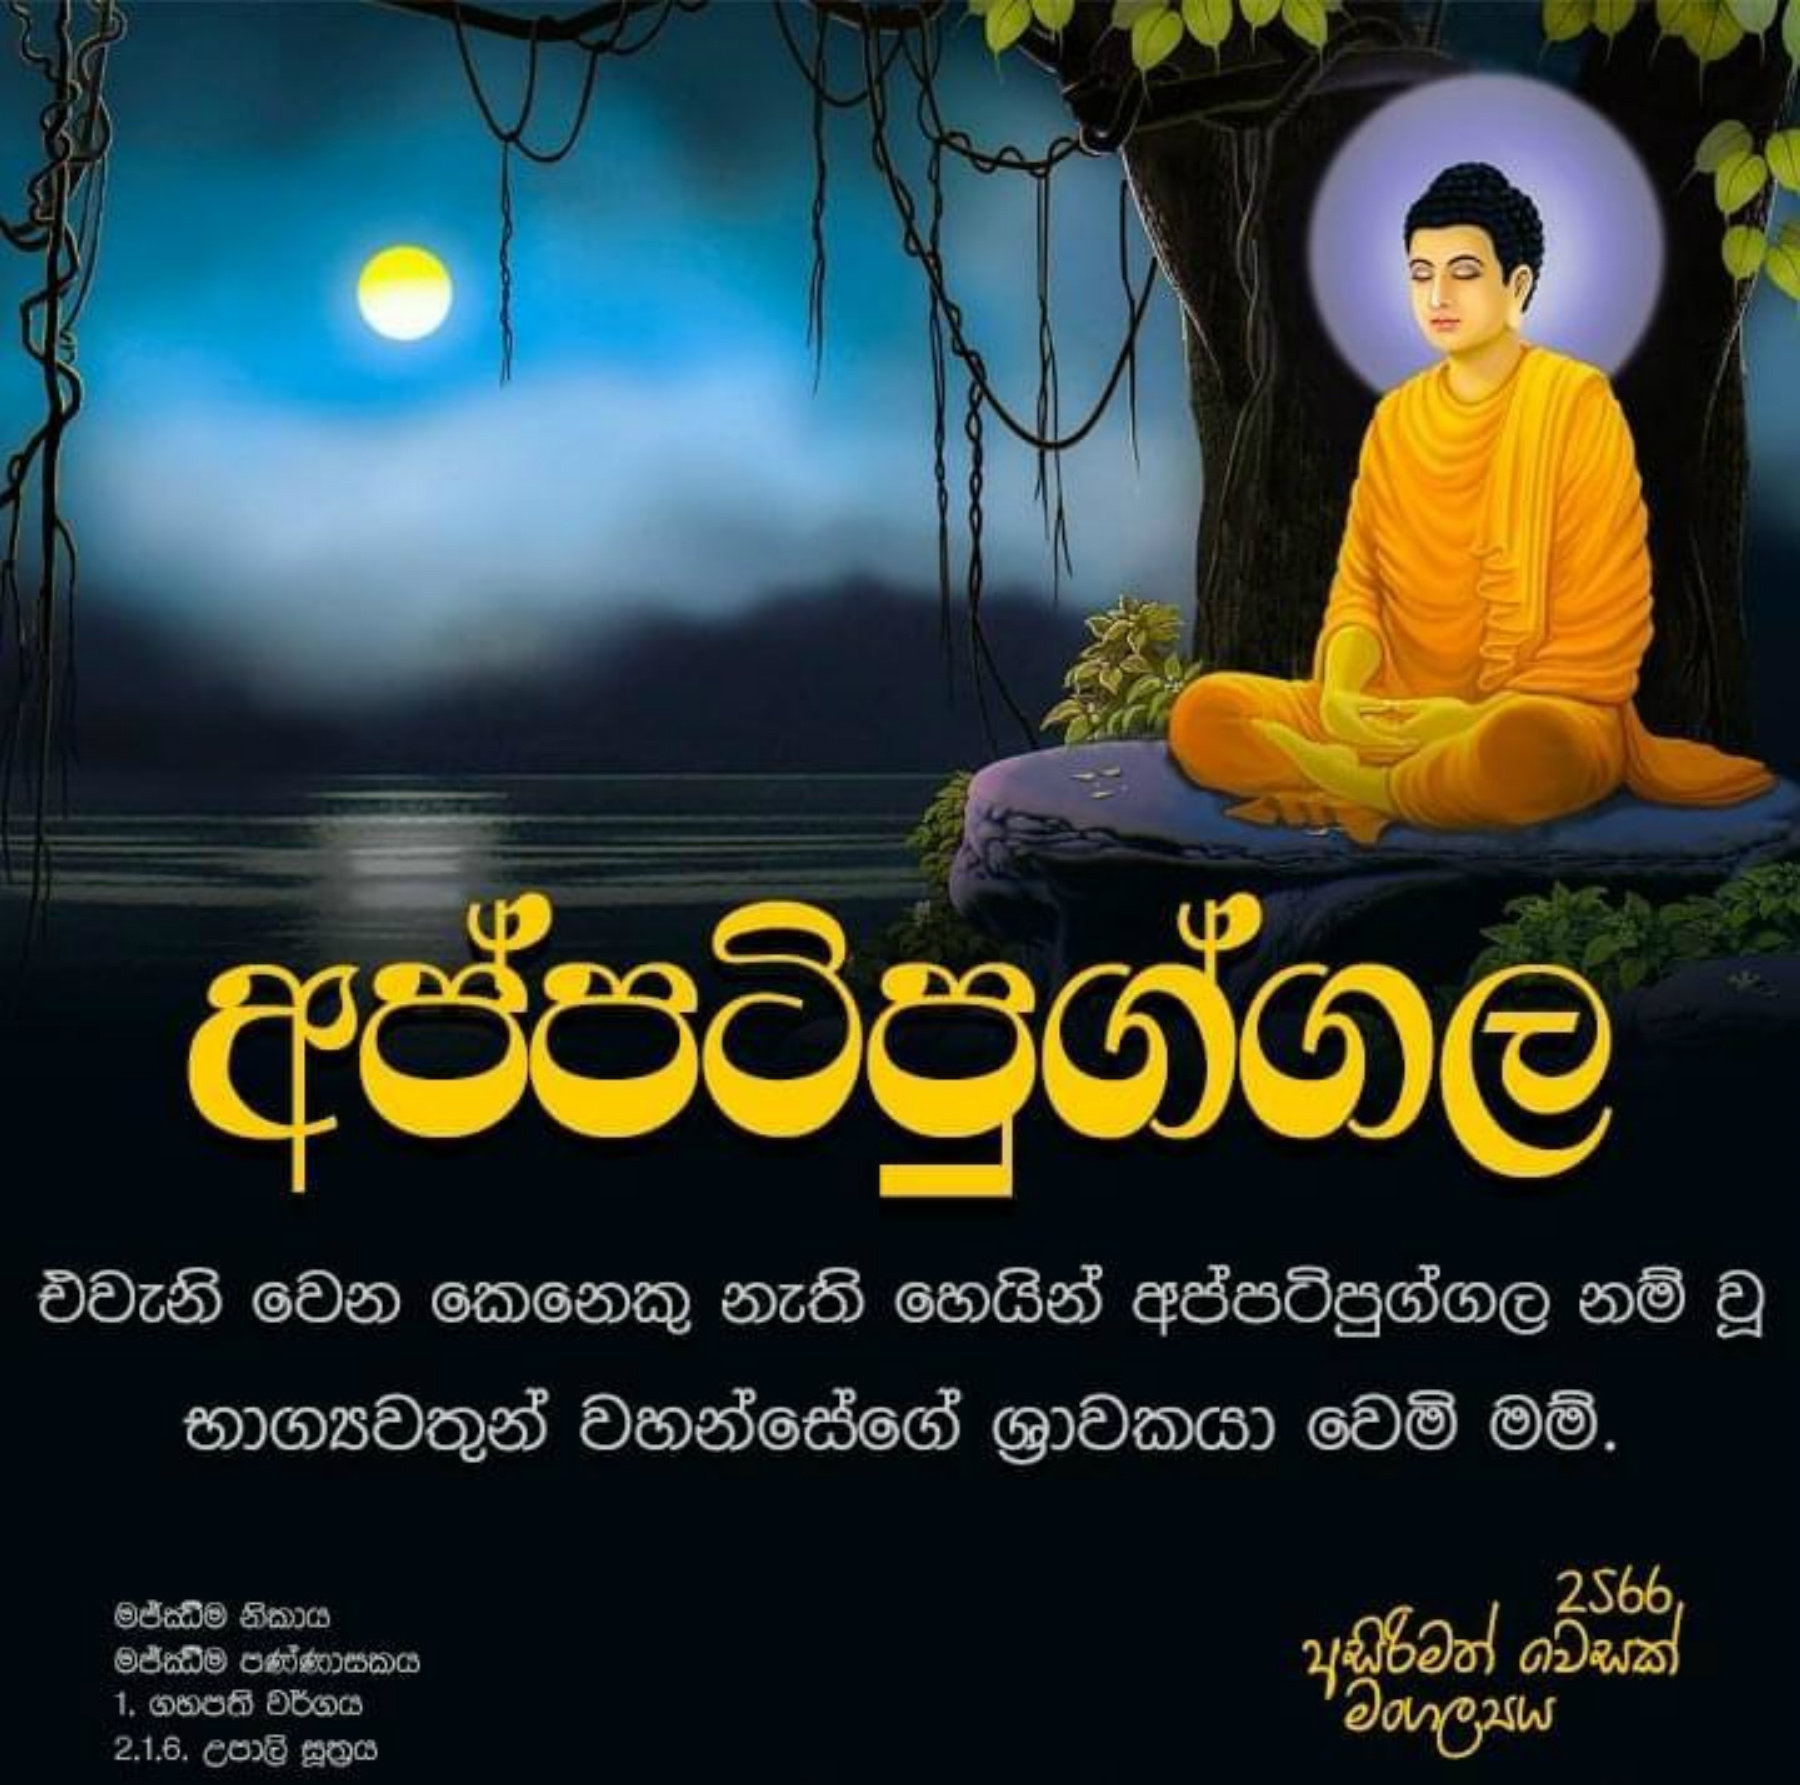 අප්පටිපුග්ගල
එවැනි වෙන කෙනෙකු නැති හෙයින් අප්පටිපුග්ගල නම් වූ
භාග්‍යවතුන් වහන්සේගේ ශ්‍රාවකයා වෙමි මම්.
මජ්ඣිම නිකාය
මජ්ඣිම පණ්ණාසකය
1. ගහපති වර්ගය
2.1.6. උපාලි සූත්‍රය
2566
අසිරිමත් වෙසක්
මංගල්‍යය